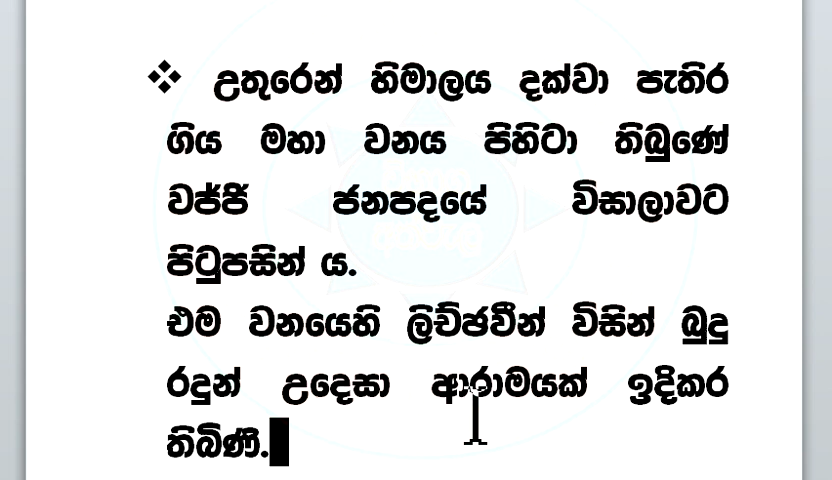 ❖ උතුරෙන් හිමාලය දක්වා පැතිර
ගිය මහා වනය පිහිටා තිබුණේ
වජ්ජි ජනපදයේ විසාලාවට
පිටුපසින් ය.
එම වනයෙහි ලිච්ඡවීන් විසින් බුදු
රදුන් උදෙසා ආරාමයක් ඉදිකර
තිබිණි.